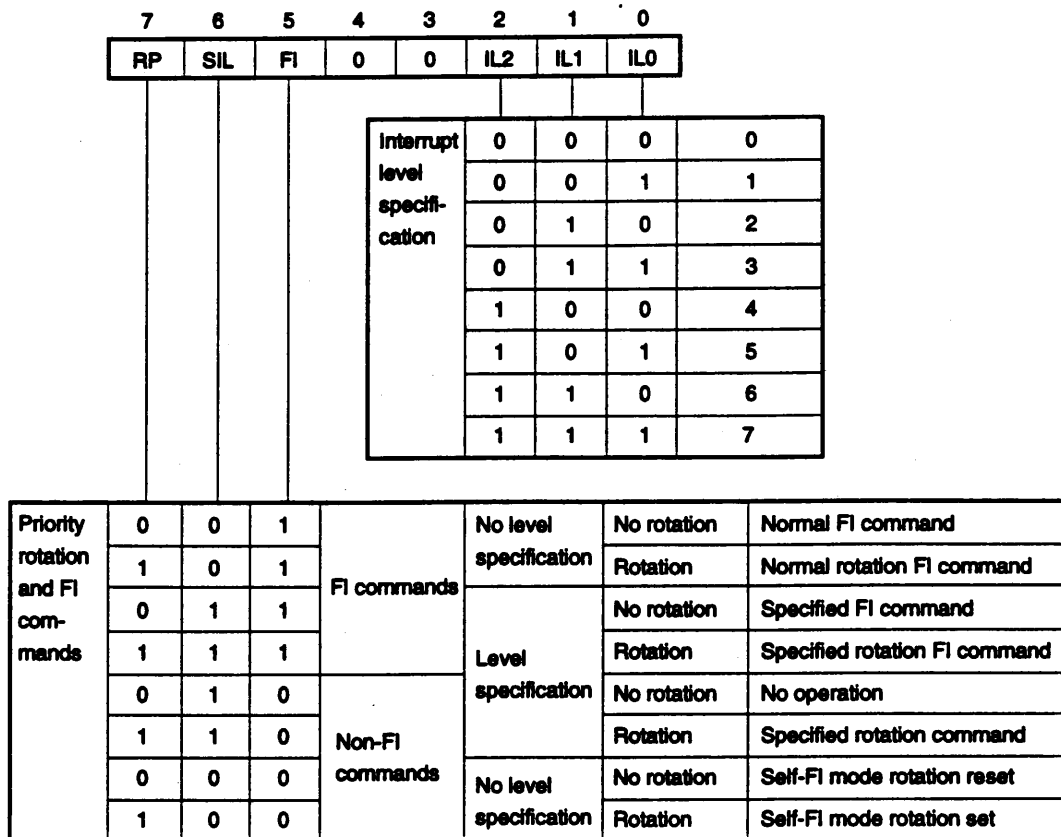 7 6 5 4 3 2 1 0
RP SIL FI 0 0 IL2 IL1 IL0
Interrupt level specifi-cation
0 0 0 0
0 0 1 1
0 1 0 2
0 1 1 3
1 0 0 4
1 0 1 5
1 1 0 6
1 1 1 7
Priority rotation and FI com-mands
0 0 1 FI commands No level specification No rotation Normal FI command
1 0 1 Rotation Normal rotation FI command
0 1 1 Level specification No rotation Specified FI command
1 1 1 Rotation Specified rotation FI command
0 1 0 Non-FI commands No rotation No operation
1 1 0 Rotation Specified rotation command
0 0 0 No level specification No rotation Self-FI mode rotation reset
1 0 0 Rotation Self-FI mode rotation set